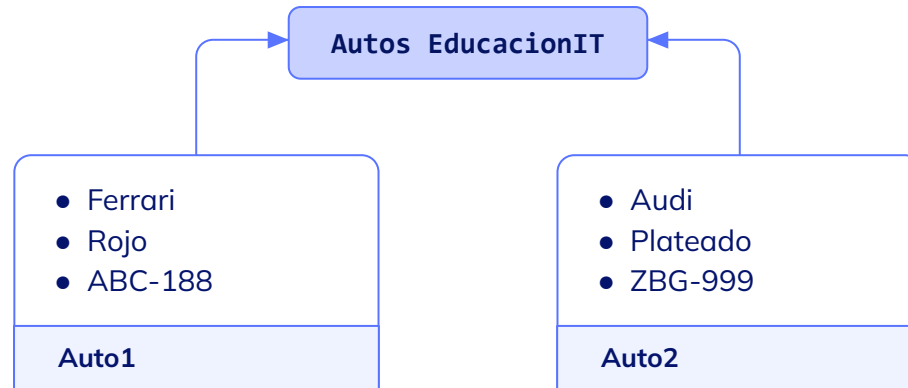 Autos EducacionIT
● Ferrari
● Rojo
● ABC-188
Auto1
● Audi
● Plateado
● ZBG-999
Auto2